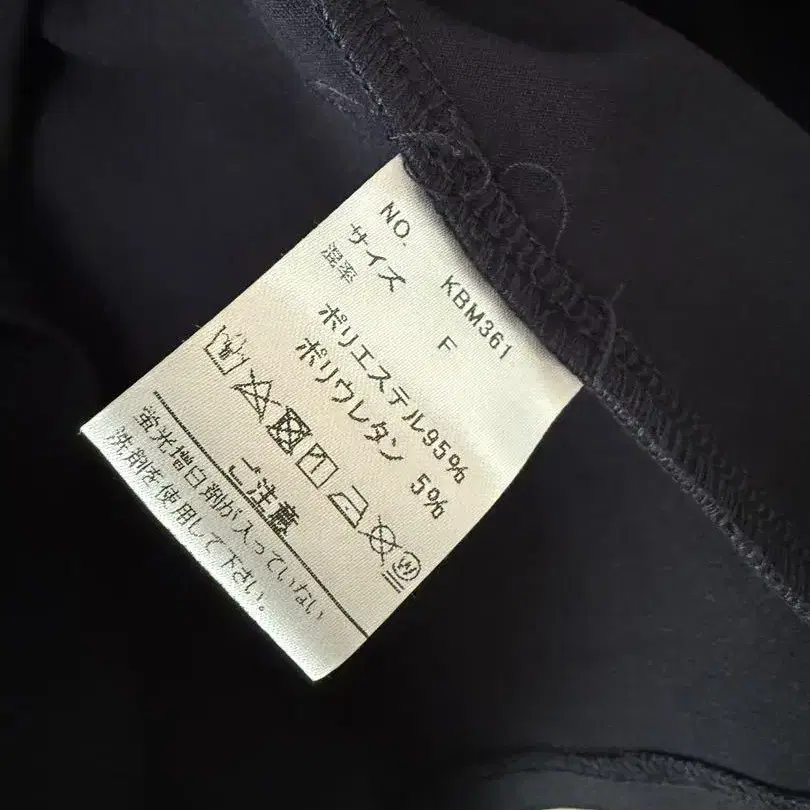 NO. KBM361
サイズ F
混率
ポリエステル95%
ポリウレタン 5%
W
ご注意
蛍光増白剤が入っていない
洗剤を使用して下さい。